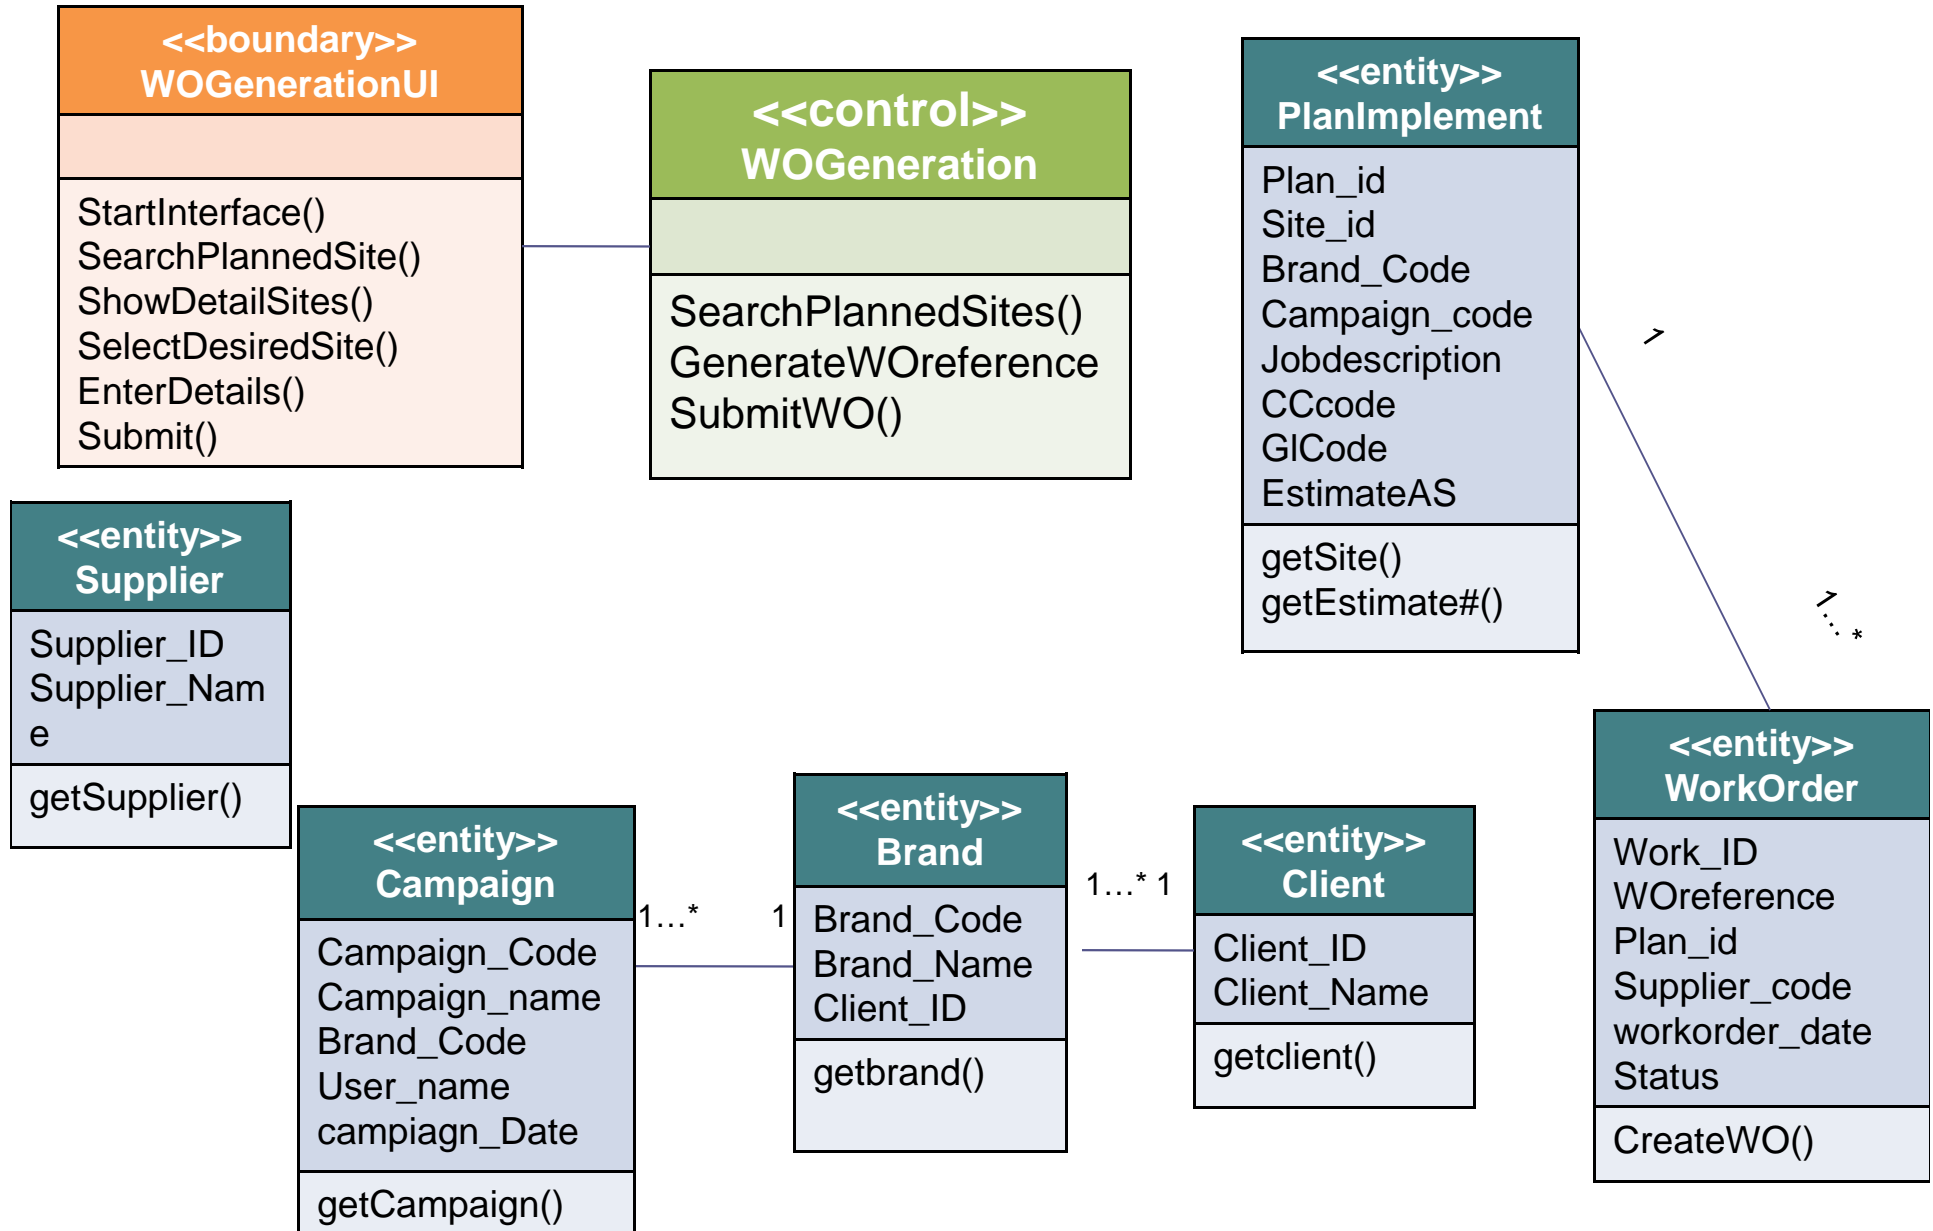 <<boundary>>
WOGenerationUI
StartInterface()
SearchPlannedSite()
ShowDetailSites()
SelectDesiredSite()
EnterDetails()
Submit()
<<control>>
WOGeneration
SearchPlannedSites()
GenerateWOreference
SubmitWO()
<<entity>>
PlanImplement
Plan_id
Site_id
Brand_Code
Campaign_code
Jobdescription
CCcode
GlCode
EstimateAS
getSite()
getEstimate#()
1
1…*
<<entity>>
Supplier
Supplier_ID
Supplier_Nam
e
getSupplier()
<<entity>>
Campaign
Campaign_Code
Campaign_name
Brand_Code
User_name
campiagn_Date
getCampaign()
1…* 1
<<entity>>
Brand
Brand_Code
Brand_Name
Client_ID
getbrand()
1…* 1
<<entity>>
Client
Client_ID
Client_Name
getclient()
<<entity>>
WorkOrder
Work_ID
WOreference
Plan_id
Supplier_code
workorder_date
Status
CreateWO()